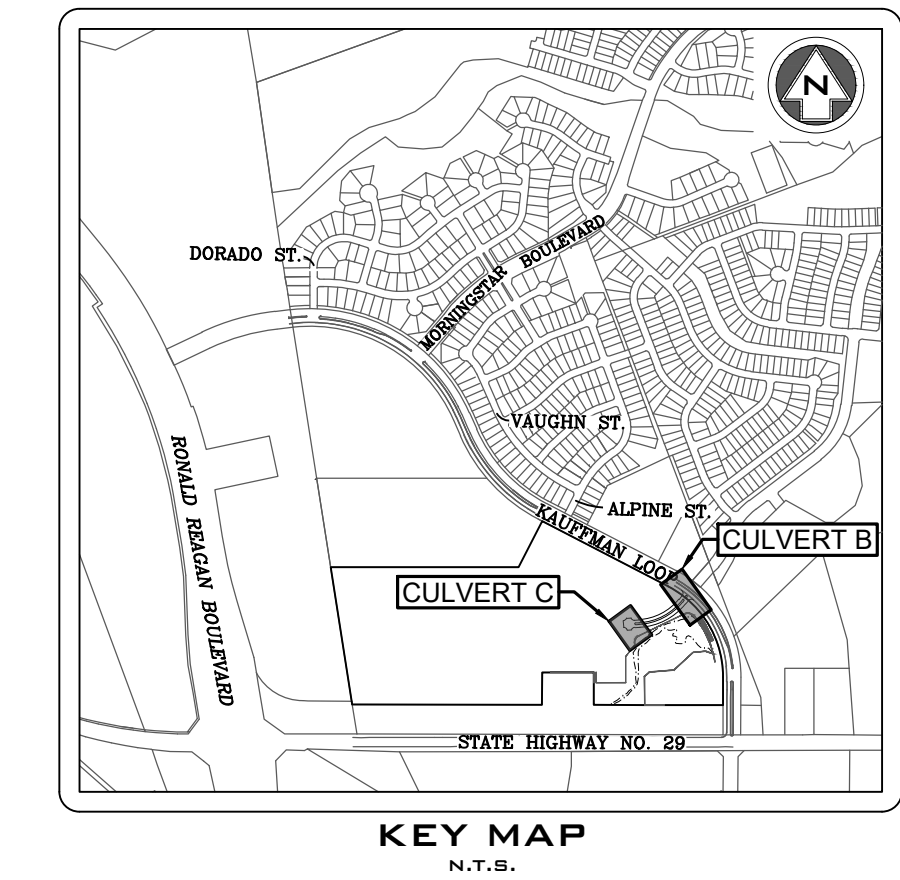 N
DORADO ST.
MORNINGSTAR BOULEVARD
VAUGHN ST.
RONALD REAGAN BOULEVARD
ALPINE ST.
KAUFFMAN LOOP
CULVERT B
CULVERT C
STATE HIGHWAY NO. 29
KEY MAP
N.T.S.